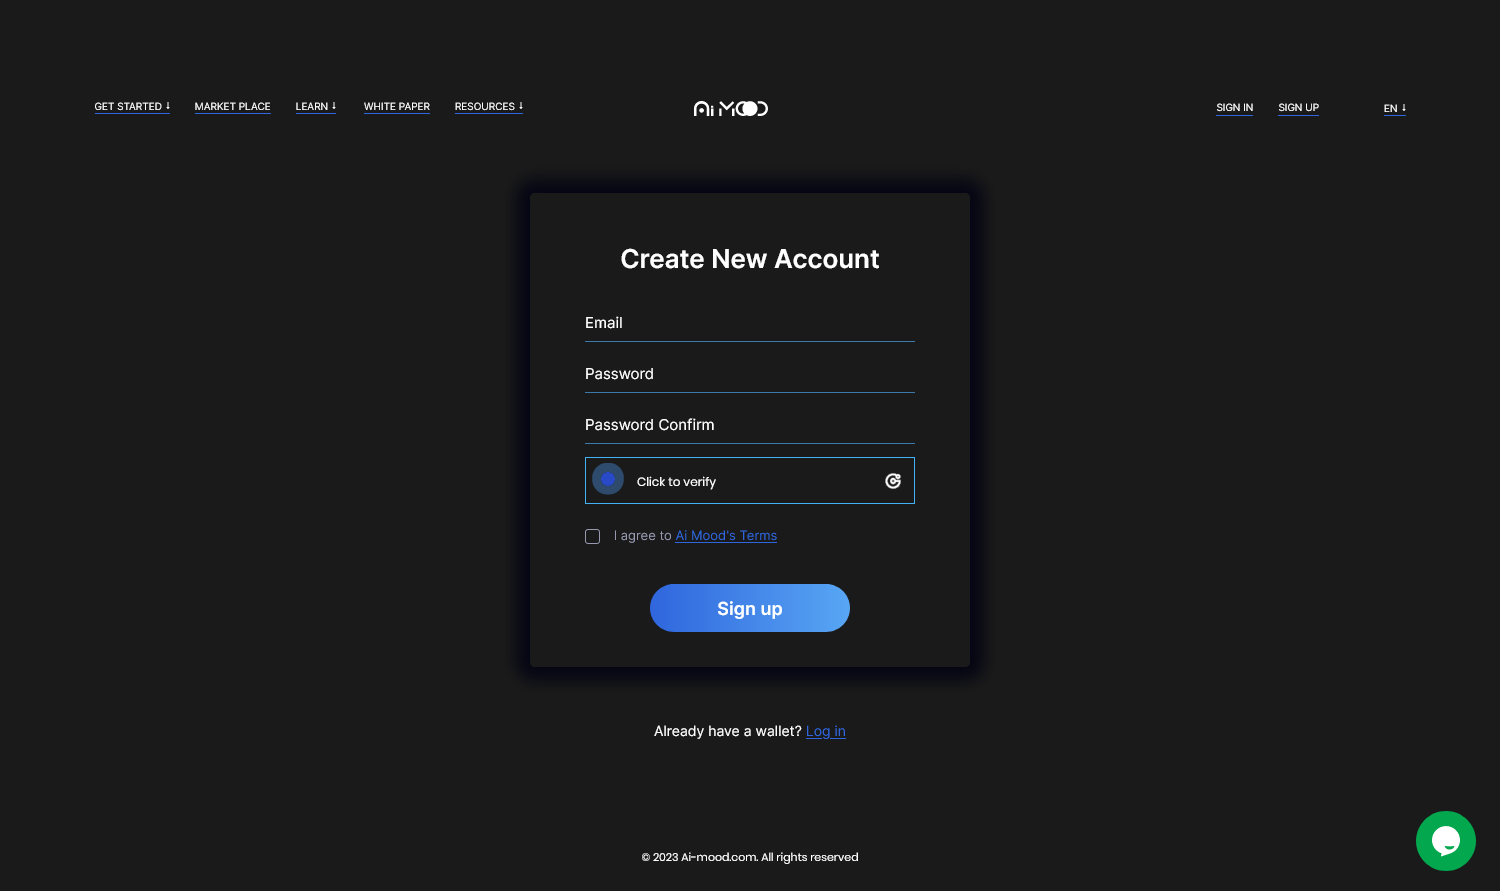 GET STARTED ↓ MARKET PLACE LEARN ↓ WHITE PAPER RESOURCES ↓ Ai MOOD SIGN IN SIGN UP EN ↓
Create New Account
Email
Password
Password Confirm
Click to verify
I agree to Ai Mood's Terms
Sign up
Already have a wallet? Log in
© 2023 Ai-mood.com. All rights reserved